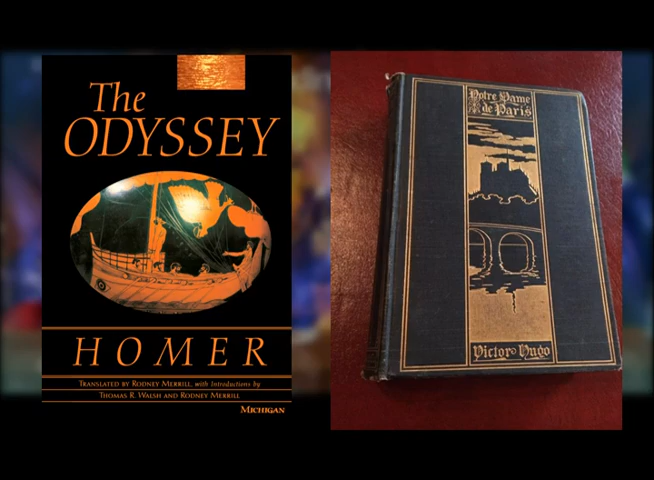 The
ODYSSEY
HOMER
TRANSLATED BY RODNEY MERRILL, with Introductions by
THOMAS R. WALSH AND RODNEY MERRILL
MICHIGAN
Notre Dame
de Paris
Victor Hugo